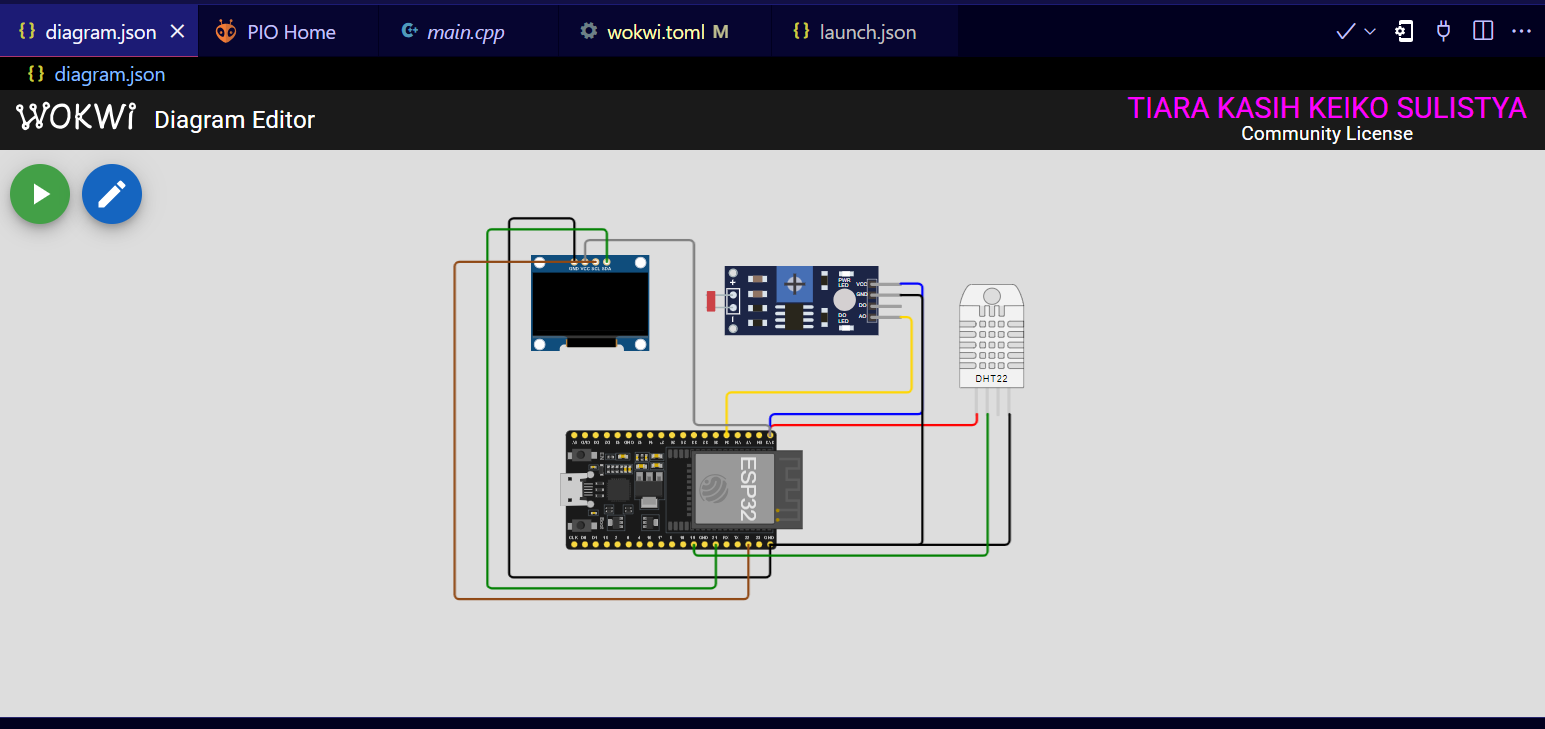 {} diagram.json
PIO Home
main.cpp
wokwi.toml M
{} launch.json
{} diagram.json
WOKWi Diagram Editor
TIARA KASIH KEIKO SULISTYA
Community License
GND VCC SCL SDA
PWR
LED
VCC
GND
DO
AO
DO
LED
DHT22
ESP32